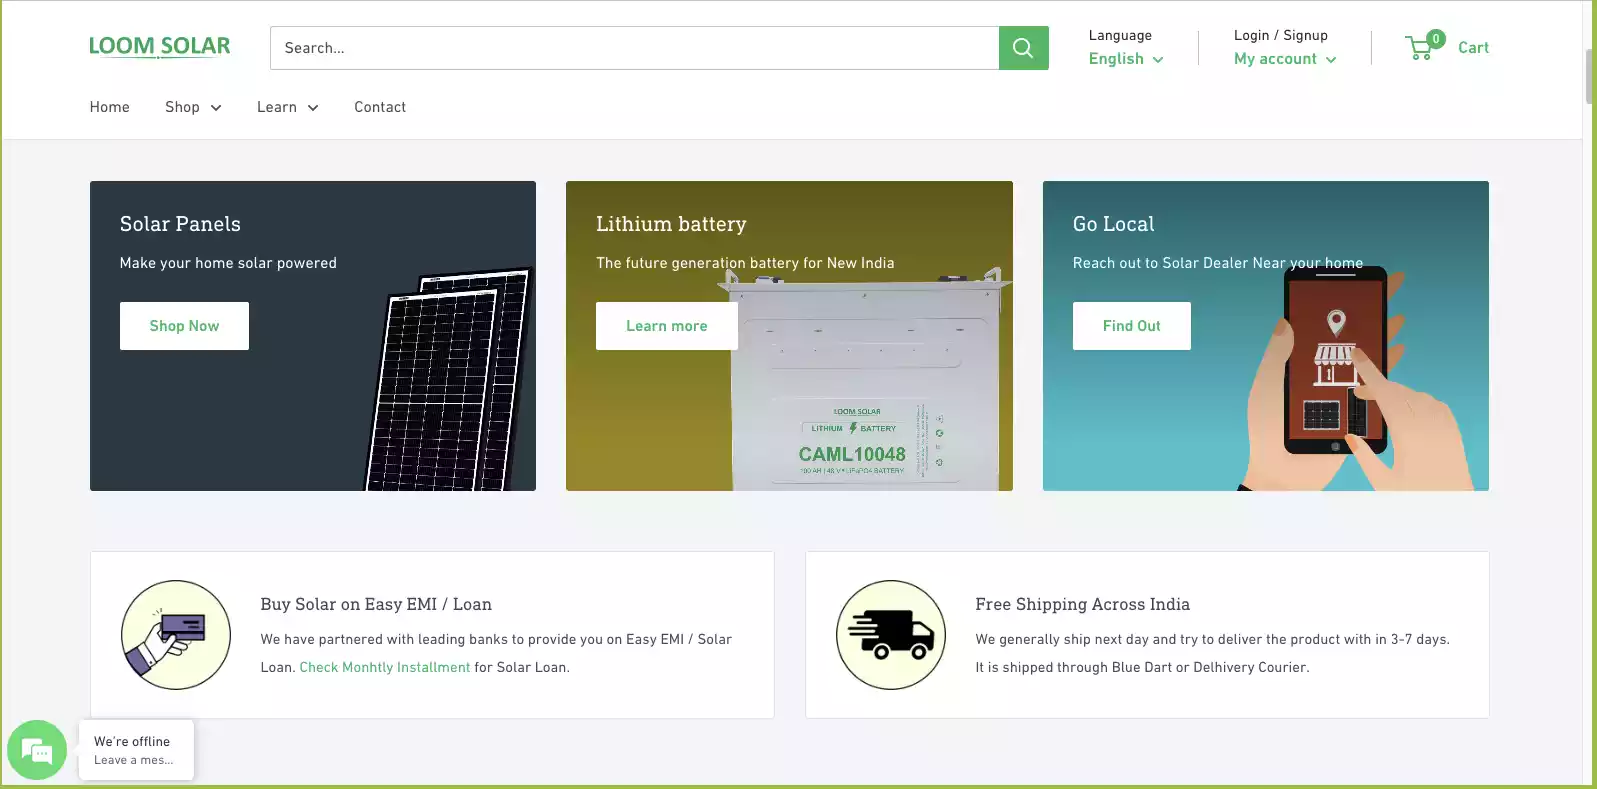 LOOM SOLAR
Search...
Language
English
Login / Signup
My account
0
Cart
Home
Shop
Learn
Contact
Solar Panels
Make your home solar powered
Shop Now
Lithium battery
The future generation battery for New India
Learn more
LOOM SOLAR
LITHIUM BATTERY
CAML10048
100 AH | 48 V • LiFePO4 BATTERY
Go Local
Reach out to Solar Dealer Near your home
Find Out
Buy Solar on Easy EMI / Loan
We have partnered with leading banks to provide you on Easy EMI / Solar
Loan. Check Monhtly Installment for Solar Loan.
Free Shipping Across India
We generally ship next day and try to deliver the product with in 3-7 days.
It is shipped through Blue Dart or Delhivery Courier.
We're offline
Leave a mes...